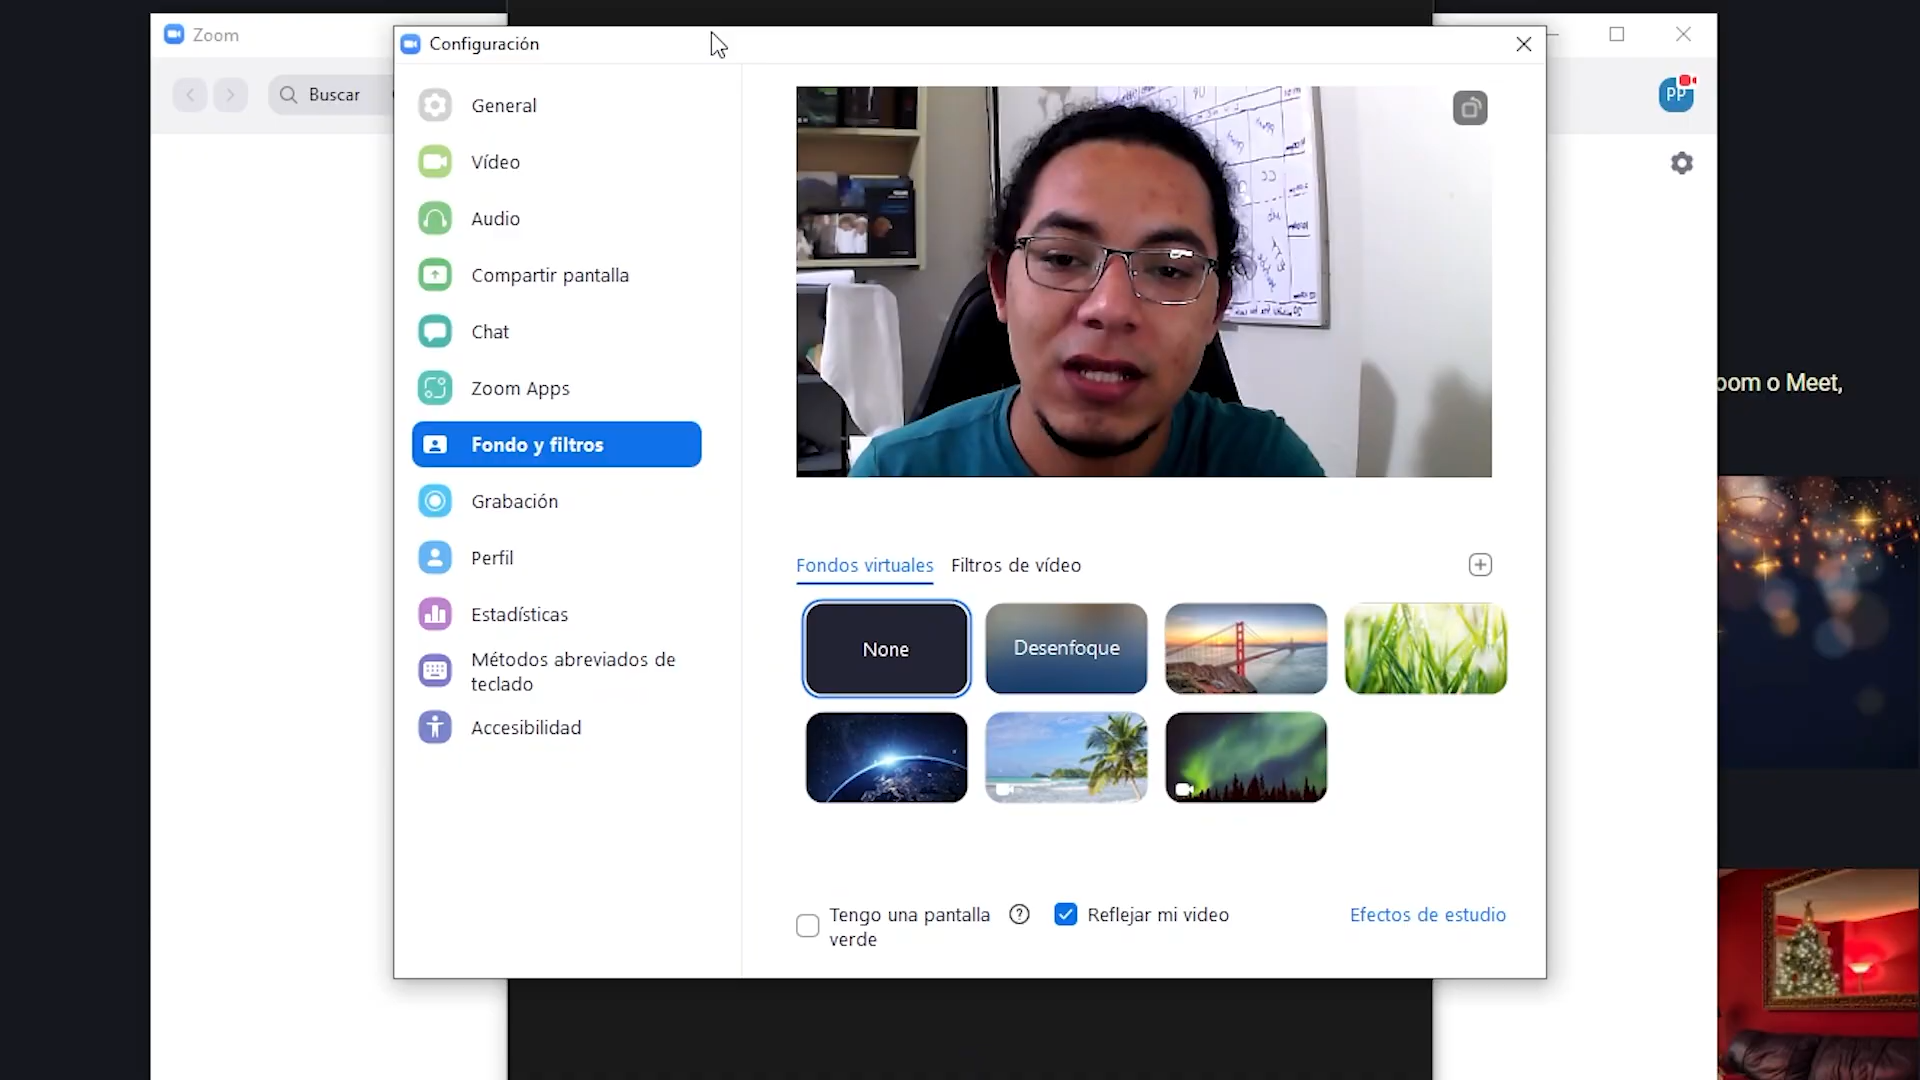 Zoom
Configuración
Buscar
PP
General
Vídeo
Audio
Compartir pantalla
Chat
Zoom Apps
Fondo y filtros
Grabación
Perfil
Estadísticas
Métodos abreviados de
teclado
Accesibilidad
Fondos virtuales
Filtros de vídeo
None
Desenfoque
Tengo una pantalla
verde
Reflejar mi video
Efectos de estudio
oom o Meet,